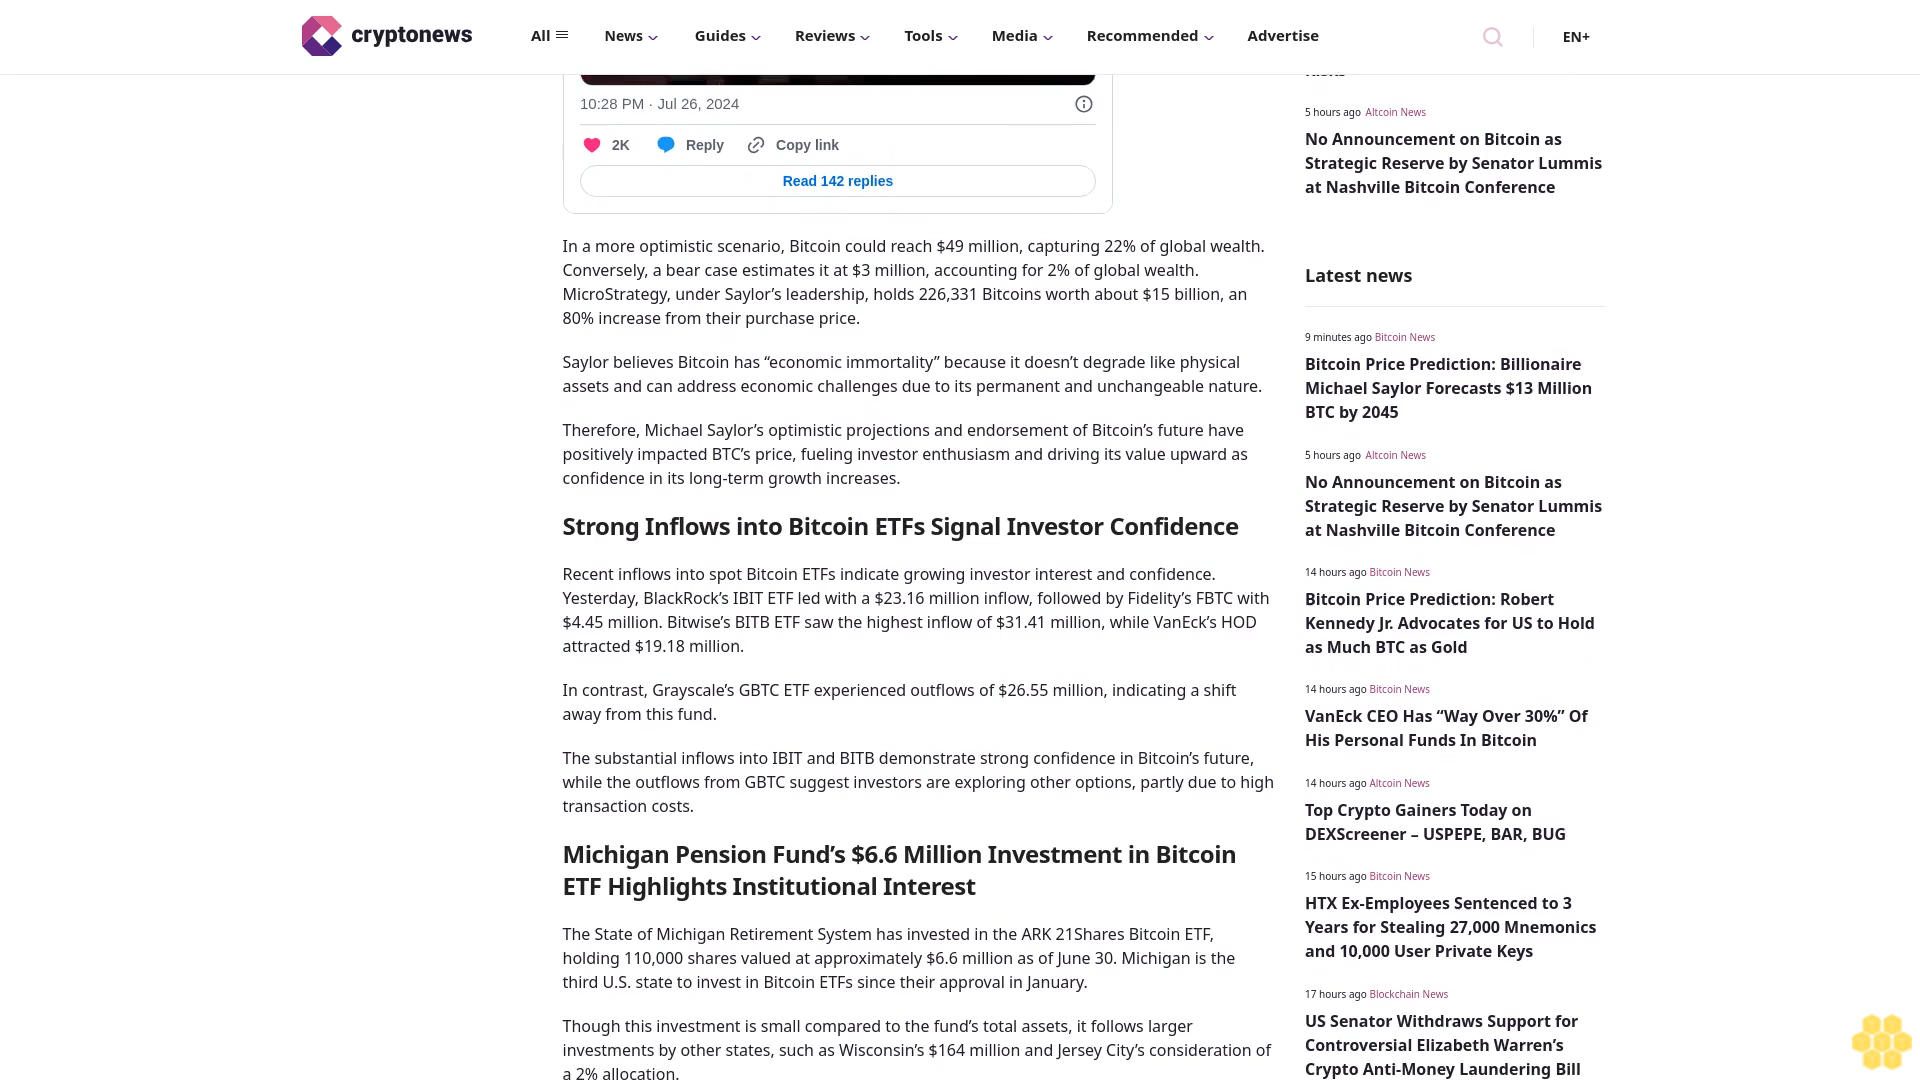 cryptonews
All
News
Guides
Reviews
Tools
Media
Recommended
Advertise
EN+
10:28 PM · Jul 26, 2024
2K
Reply
Copy link
Read 142 replies
In a more optimistic scenario, Bitcoin could reach $49 million, capturing 22% of global wealth.
Conversely, a bear case estimates it at $3 million, accounting for 2% of global wealth.
MicroStrategy, under Saylor’s leadership, holds 226,331 Bitcoins worth about $15 billion, an
80% increase from their purchase price.
Saylor believes Bitcoin has “economic immortality” because it doesn’t degrade like physical
assets and can address economic challenges due to its permanent and unchangeable nature.
Therefore, Michael Saylor’s optimistic projections and endorsement of Bitcoin’s future have
positively impacted BTC’s price, fueling investor enthusiasm and driving its value upward as
confidence in its long-term growth increases.
Strong Inflows into Bitcoin ETFs Signal Investor Confidence
Recent inflows into spot Bitcoin ETFs indicate growing investor interest and confidence.
Yesterday, BlackRock’s IBIT ETF led with a $23.16 million inflow, followed by Fidelity’s FBTC with
$4.45 million. Bitwise’s BITB ETF saw the highest inflow of $31.41 million, while VanEck’s HOD
attracted $19.18 million.
In contrast, Grayscale’s GBTC ETF experienced outflows of $26.55 million, indicating a shift
away from this fund.
The substantial inflows into IBIT and BITB demonstrate strong confidence in Bitcoin’s future,
while the outflows from GBTC suggest investors are exploring other options, partly due to high
transaction costs.
Michigan Pension Fund’s $6.6 Million Investment in Bitcoin
ETF Highlights Institutional Interest
The State of Michigan Retirement System has invested in the ARK 21Shares Bitcoin ETF,
holding 110,000 shares valued at approximately $6.6 million as of June 30. Michigan is the
third U.S. state to invest in Bitcoin ETFs since their approval in January.
Though this investment is small compared to the fund’s total assets, it follows larger
investments by other states, such as Wisconsin’s $164 million and Jersey City’s consideration of
a 2% allocation.
5 hours ago Altcoin News
No Announcement on Bitcoin as
Strategic Reserve by Senator Lummis
at Nashville Bitcoin Conference
Latest news
9 minutes ago Bitcoin News
Bitcoin Price Prediction: Billionaire
Michael Saylor Forecasts $13 Million
BTC by 2045
5 hours ago Altcoin News
No Announcement on Bitcoin as
Strategic Reserve by Senator Lummis
at Nashville Bitcoin Conference
14 hours ago Bitcoin News
Bitcoin Price Prediction: Robert
Kennedy Jr. Advocates for US to Hold
as Much BTC as Gold
14 hours ago Bitcoin News
VanEck CEO Has “Way Over 30%” Of
His Personal Funds In Bitcoin
14 hours ago Altcoin News
Top Crypto Gainers Today on
DEXScreener – USPEPE, BAR, BUG
15 hours ago Bitcoin News
HTX Ex-Employees Sentenced to 3
Years for Stealing 27,000 Mnemonics
and 10,000 User Private Keys
17 hours ago Blockchain News
US Senator Withdraws Support for
Controversial Elizabeth Warren’s
Crypto Anti-Money Laundering Bill